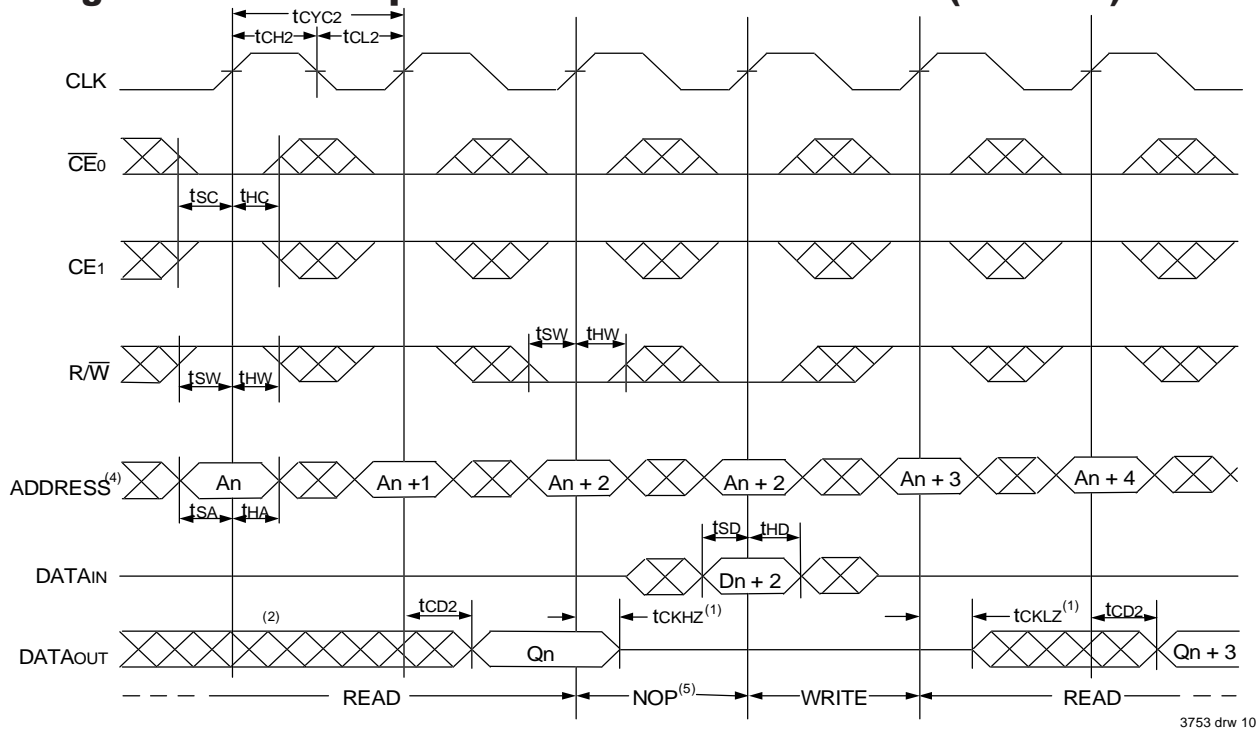 tCYC2
tCH2 tCL2
CLK
CE0
tSC tHC
CE1
tSW tHW
R/W
tSW tHW
ADDRESS(4) An An +1 An + 2 An + 2 An + 3 An + 4
tSA tHA
tSD tHD
DATAIN Dn + 2
tCD2 tCKHZ(1) tCKLZ(1) tCD2
(2)
DATAOUT Qn Qn + 3
READ NOP(5) WRITE READ
3753 drw 10